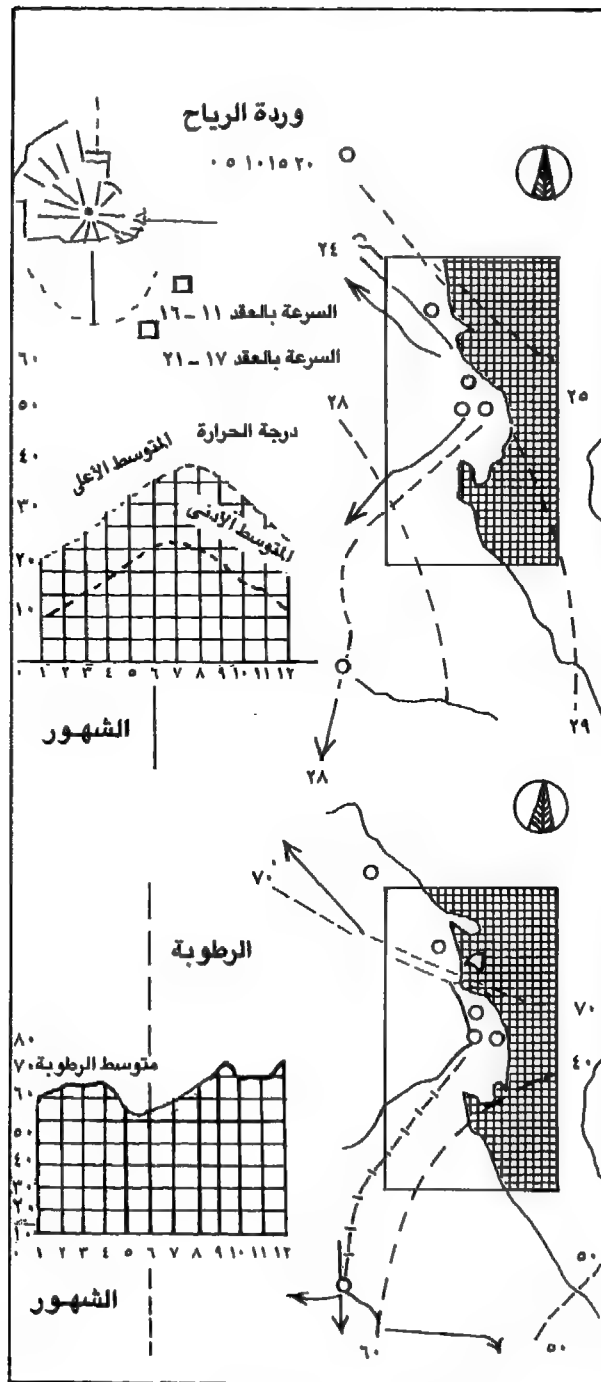 وردة الرياح
٠ ٥ ١٠ ١٥ ٢٠
السرعة بالعقد ١١ - ١٦
السرعة بالعقد ١٧ - ٢١
درجة الحرارة
المتوسط الأعلى
المتوسط الأدنى
٦٠
٥٠
٤٠
٣٠
٢٠
١٠
٠
١ ٢ ٣ ٤ ٥ ٦ ٧ ٨ ٩ ١٠ ١١ ١٢
الشهور
٢٤
٢٥
٢٨
٢٩
٢٨
الرطوبة
متوسط الرطوبة
٨٠
٧٠
٦٠
٥٠
٤٠
٣٠
٢٠
١٠
٠
١ ٢ ٣ ٤ ٥ ٦ ٧ ٨ ٩ ١٠ ١١ ١٢
الشهور
٧٠
٧٠
٤٠
٥٠
٦٠
٥٠